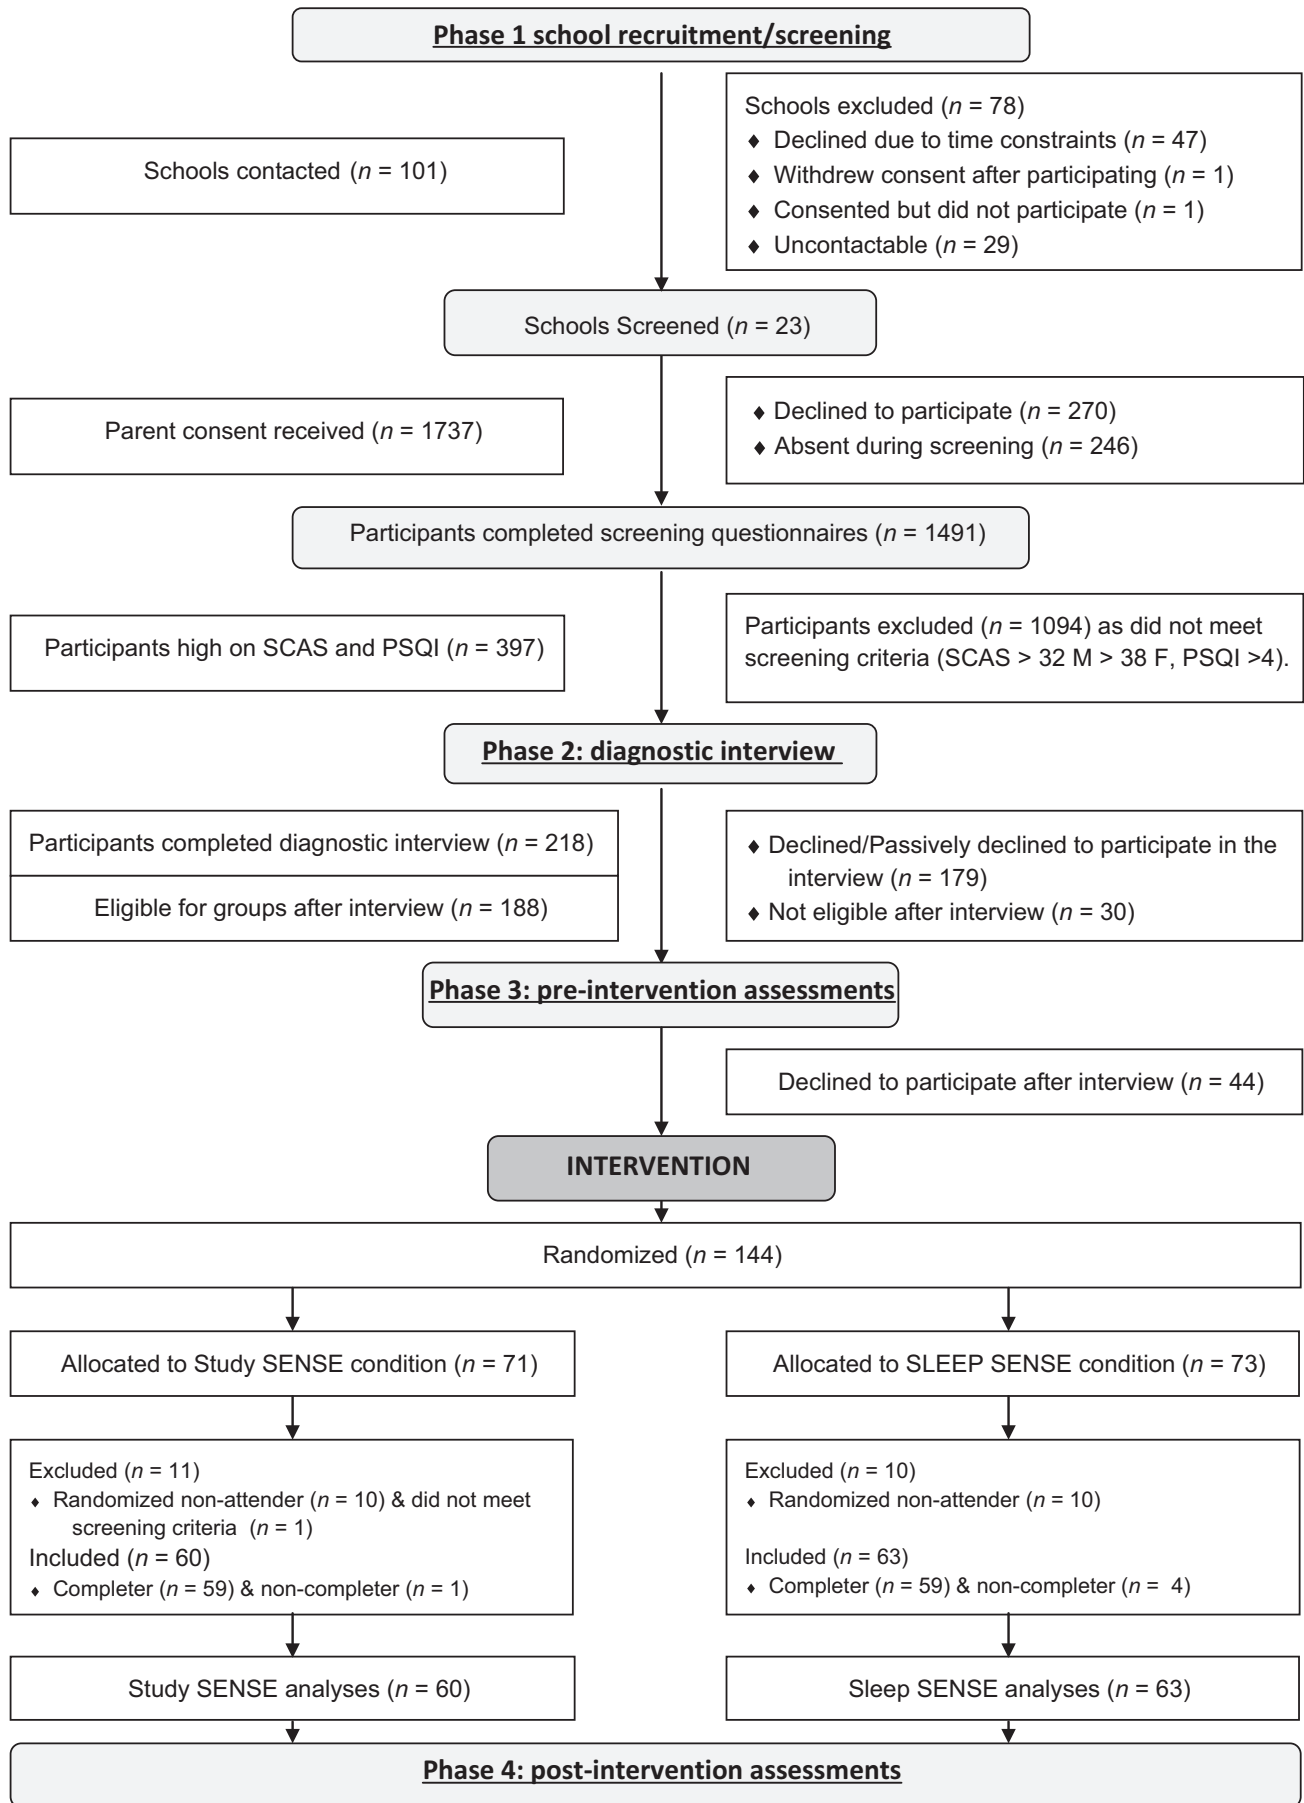 Phase 1 school recruitment/screening
Schools contacted (n = 101)
Schools excluded (n = 78)
♦ Declined due to time constraints (n = 47)
♦ Withdrew consent after participating (n = 1)
♦ Consented but did not participate (n = 1)
♦ Uncontactable (n = 29)
Schools Screened (n = 23)
Parent consent received (n = 1737)
♦ Declined to participate (n = 270)
♦ Absent during screening (n = 246)
Participants completed screening questionnaires (n = 1491)
Participants high on SCAS and PSQI (n = 397)
Participants excluded (n = 1094) as did not meet
screening criteria (SCAS > 32 M > 38 F, PSQI >4).
Phase 2: diagnostic interview
Participants completed diagnostic interview (n = 218)
Eligible for groups after interview (n = 188)
♦ Declined/Passively declined to participate in the
interview (n = 179)
♦ Not eligible after interview (n = 30)
Phase 3: pre-intervention assessments
Declined to participate after interview (n = 44)
INTERVENTION
Randomized (n = 144)
Allocated to Study SENSE condition (n = 71)
Allocated to SLEEP SENSE condition (n = 73)
Excluded (n = 11)
♦ Randomized non-attender (n = 10) & did not meet
screening criteria (n = 1)
Included (n = 60)
♦ Completer (n = 59) & non-completer (n = 1)
Excluded (n = 10)
♦ Randomized non-attender (n = 10)
Included (n = 63)
♦ Completer (n = 59) & non-completer (n = 4)
Study SENSE analyses (n = 60)
Sleep SENSE analyses (n = 63)
Phase 4: post-intervention assessments